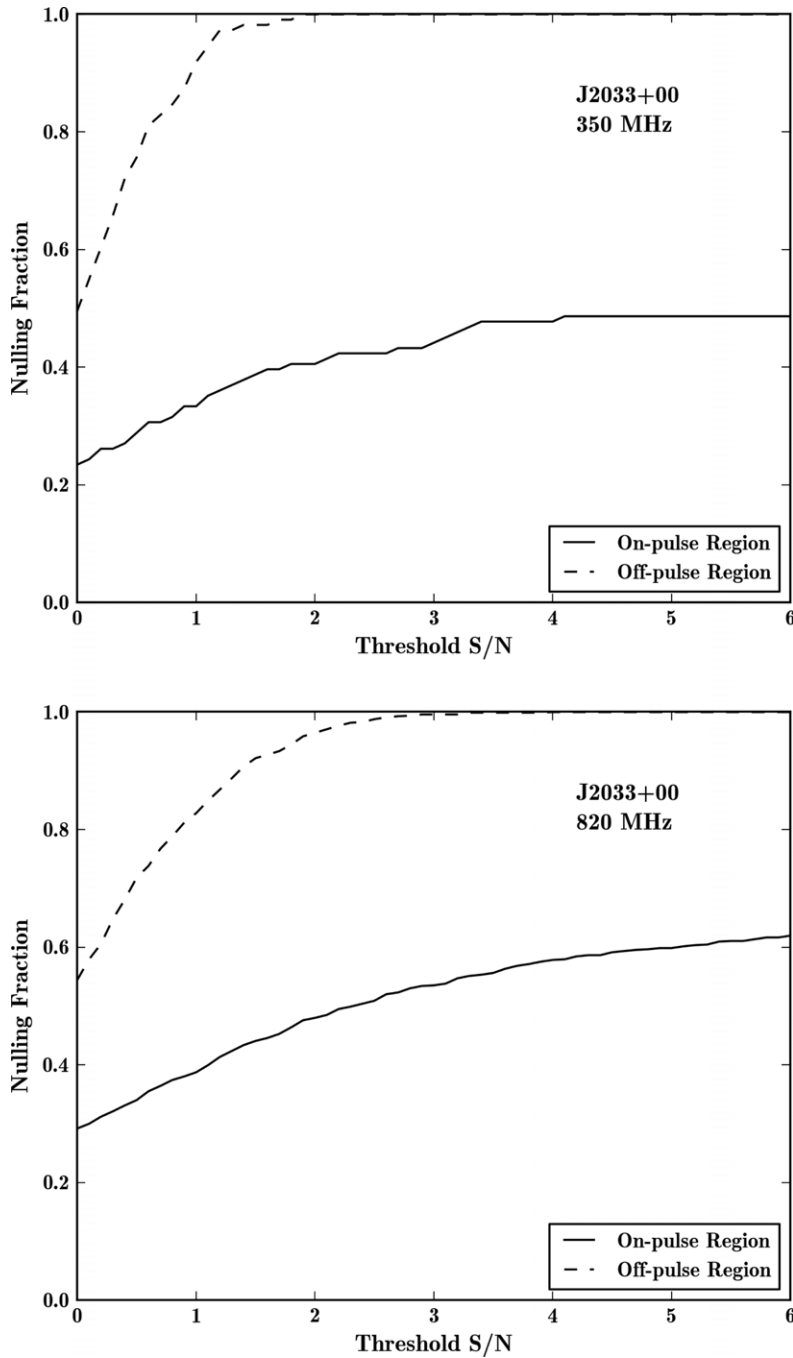 1.0
0.8
0.6
0.4
0.2
0.0
Nulling Fraction
J2033+00
350 MHz
On-pulse Region
Off-pulse Region
0 1 2 3 4 5 6
Threshold S/N
1.0
0.8
0.6
0.4
0.2
0.0
Nulling Fraction
J2033+00
820 MHz
On-pulse Region
Off-pulse Region
0 1 2 3 4 5 6
Threshold S/N